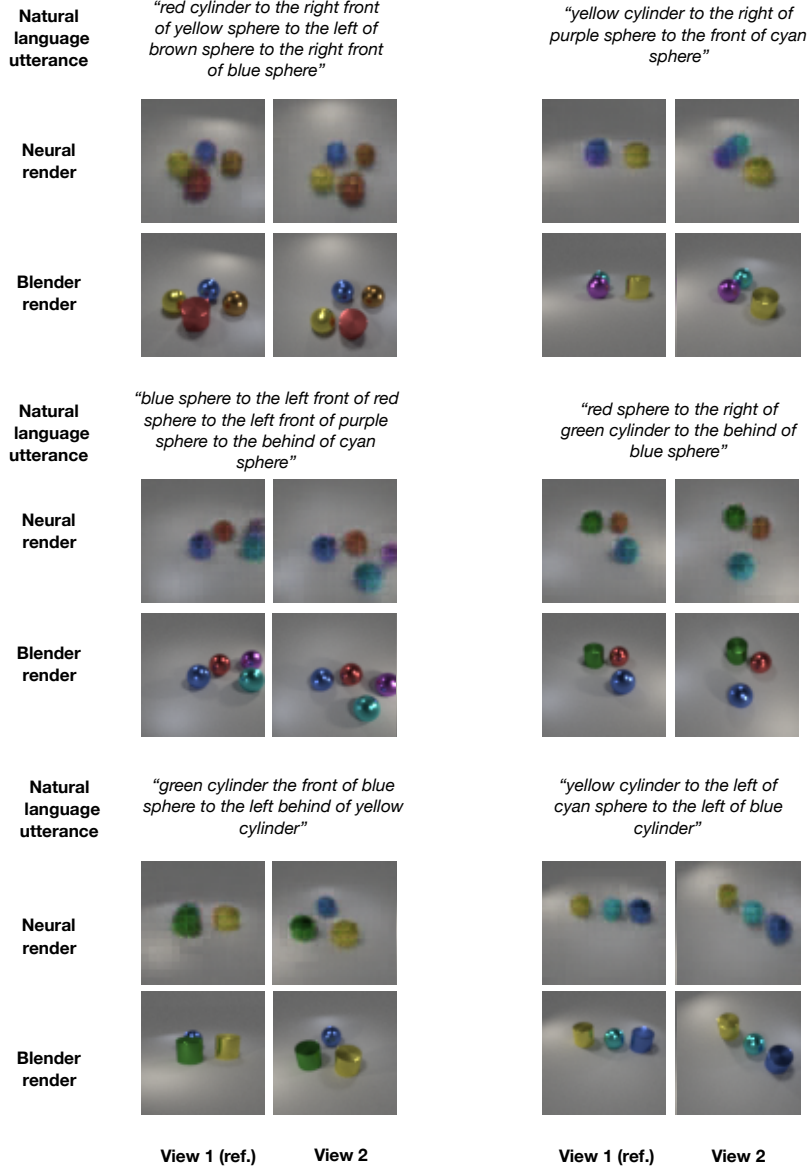 Natural
language
utterance
“red cylinder to the right front
of yellow sphere to the left of
brown sphere to the right front
of blue sphere”
“yellow cylinder to the right of
purple sphere to the front of cyan
sphere”
Neural
render
Blender
render
Natural
language
utterance
“blue sphere to the left front of red
sphere to the left front of purple
sphere to the behind of cyan
sphere”
“red sphere to the right of
green cylinder to the behind of
blue sphere”
Neural
render
Blender
render
Natural
language
utterance
“green cylinder the front of blue
sphere to the left behind of yellow
cylinder”
“yellow cylinder to the left of
cyan sphere to the left of blue
cylinder”
Neural
render
Blender
render
View 1 (ref.)
View 2
View 1 (ref.)
View 2